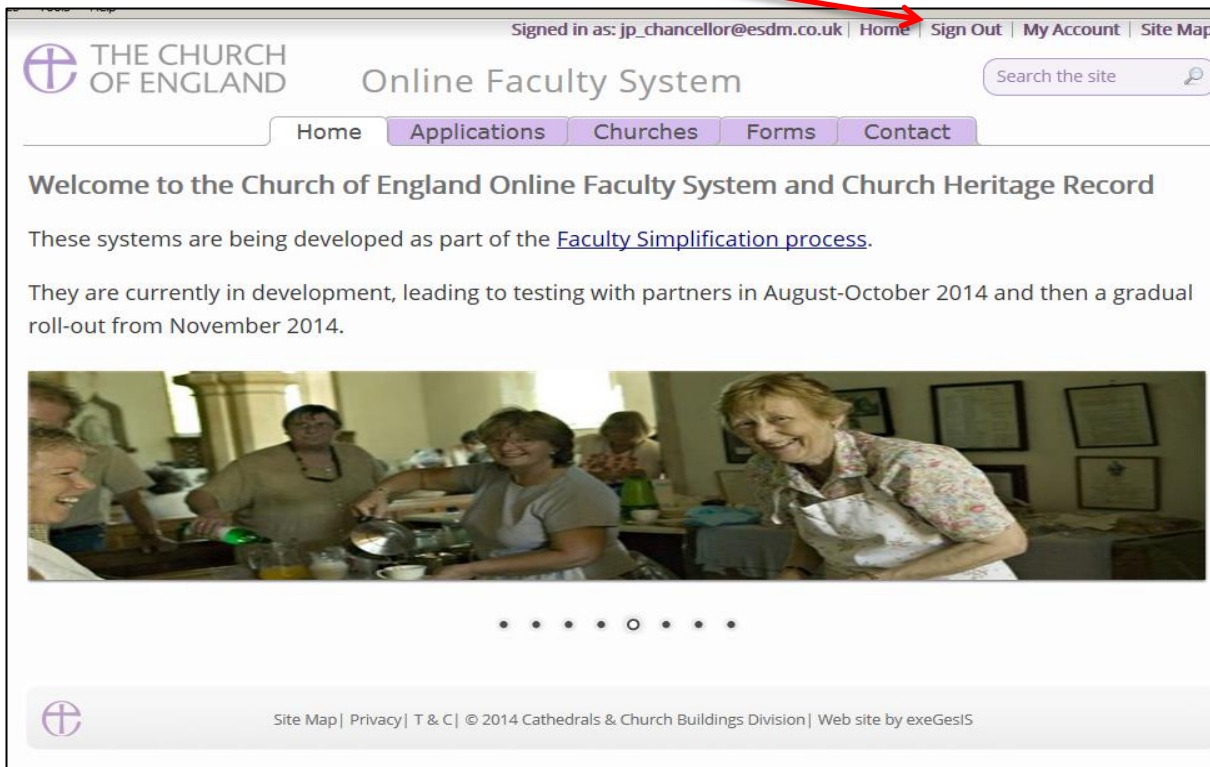 Signed in as: jp_chancellor@esdm.co.uk | Home | Sign Out | My Account | Site Map
THE CHURCH
OF ENGLAND
Online Faculty System
Search the site
Home Applications Churches Forms Contact
Welcome to the Church of England Online Faculty System and Church Heritage Record
These systems are being developed as part of the Faculty Simplification process.
They are currently in development, leading to testing with partners in August-October 2014 and then a gradual
roll-out from November 2014.
Site Map| Privacy| T & C| © 2014 Cathedrals & Church Buildings Division| Web site by exeGesIS